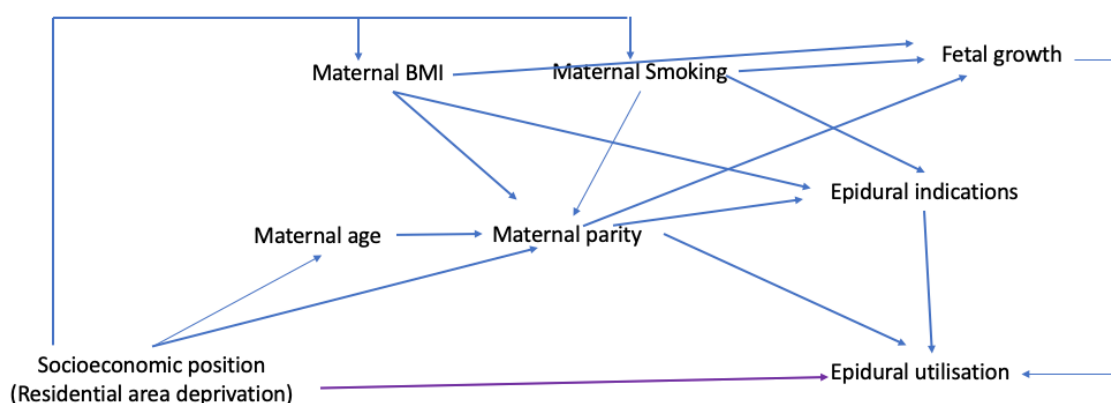 Fetal growth
Maternal BMI
Maternal Smoking
Epidural indications
Maternal age
Maternal parity
Socioeconomic position
(Residential area deprivation)
Epidural utilisation